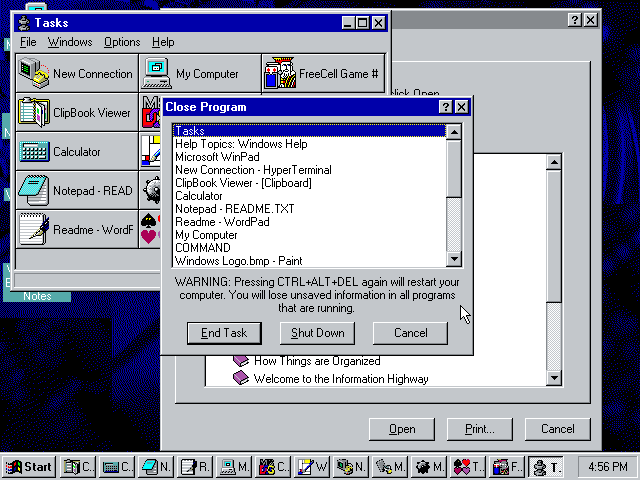 Tasks
File Windows Options Help
New Connection
My Computer
FreeCell Game #
ClipBook Viewer
Calculator
Notepad - READ
Readme - WordF
Notes
Close Program
Tasks
Help Topics: Windows Help
Microsoft WinPad
New Connection - HyperTerminal
ClipBook Viewer - [Clipboard]
Calculator
Notepad - README.TXT
Readme - WordPad
My Computer
COMMAND
Windows Logo.bmp - Paint
WARNING: Pressing CTRL+ALT+DEL again will restart your
computer. You will lose unsaved information in all programs
that are running.
End Task Shut Down Cancel
Open.
How Things are Organized
Welcome to the Information Highway
Open Print... Cancel
Start C.. C.. N.. R.. M.. C.. W N.. M.. M.. T.. F.. T. 4:56 PM